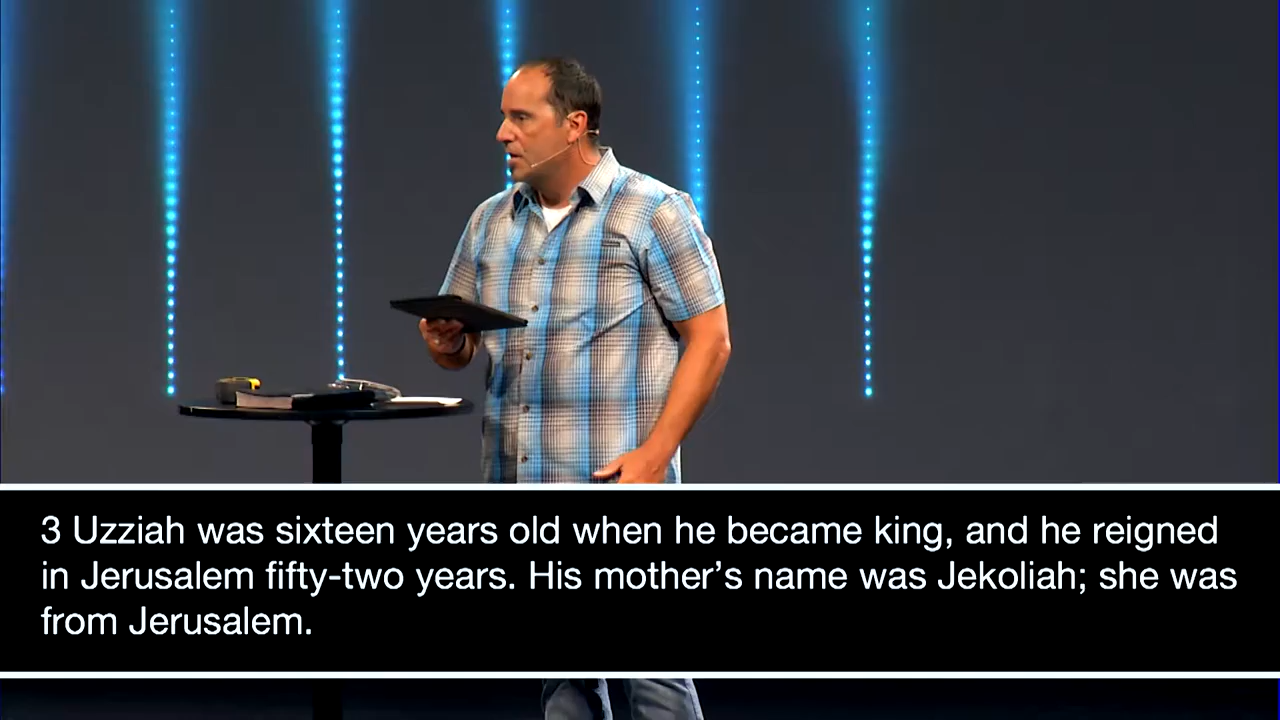 3 Uzziah was sixteen years old when he became king, and he reigned
in Jerusalem fifty-two years. His mother’s name was Jekoliah; she was
from Jerusalem.